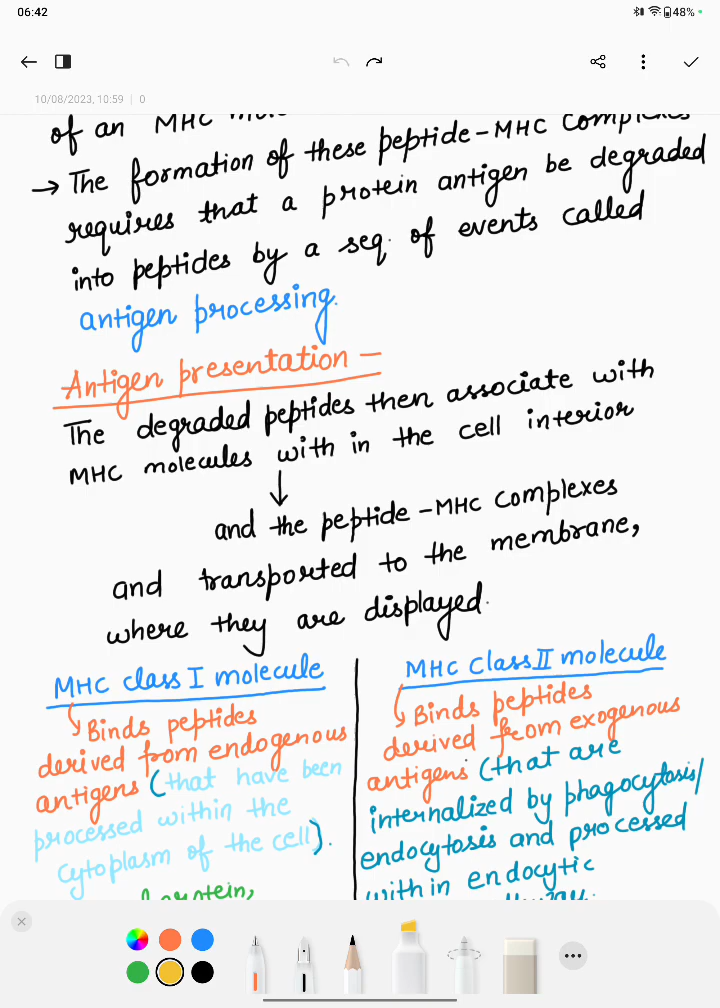 06:42
48%
10/08/2023, 10:59 | 0
of an MHC
→ The formation of these peptide-MHC complexes
requires that a protein antigen be degraded
into peptides by a seq. of events called
antigen processing.
Antigen presentation —
The degraded peptides then associate with
MHC molecules with in the cell interior
↓
and the peptide-MHC complexes
and transported to the membrane,
where they are displayed.
MHC class I molecule
Binds peptides
derived from endogenous
antigens (that have been
processed within the
cytoplasm of the cell).
protein,
MHC Class II molecule
Binds peptides
derived from exogenous
antigens (that are
internalized by phagocytosis/
endocytosis and processed
with in endocytic